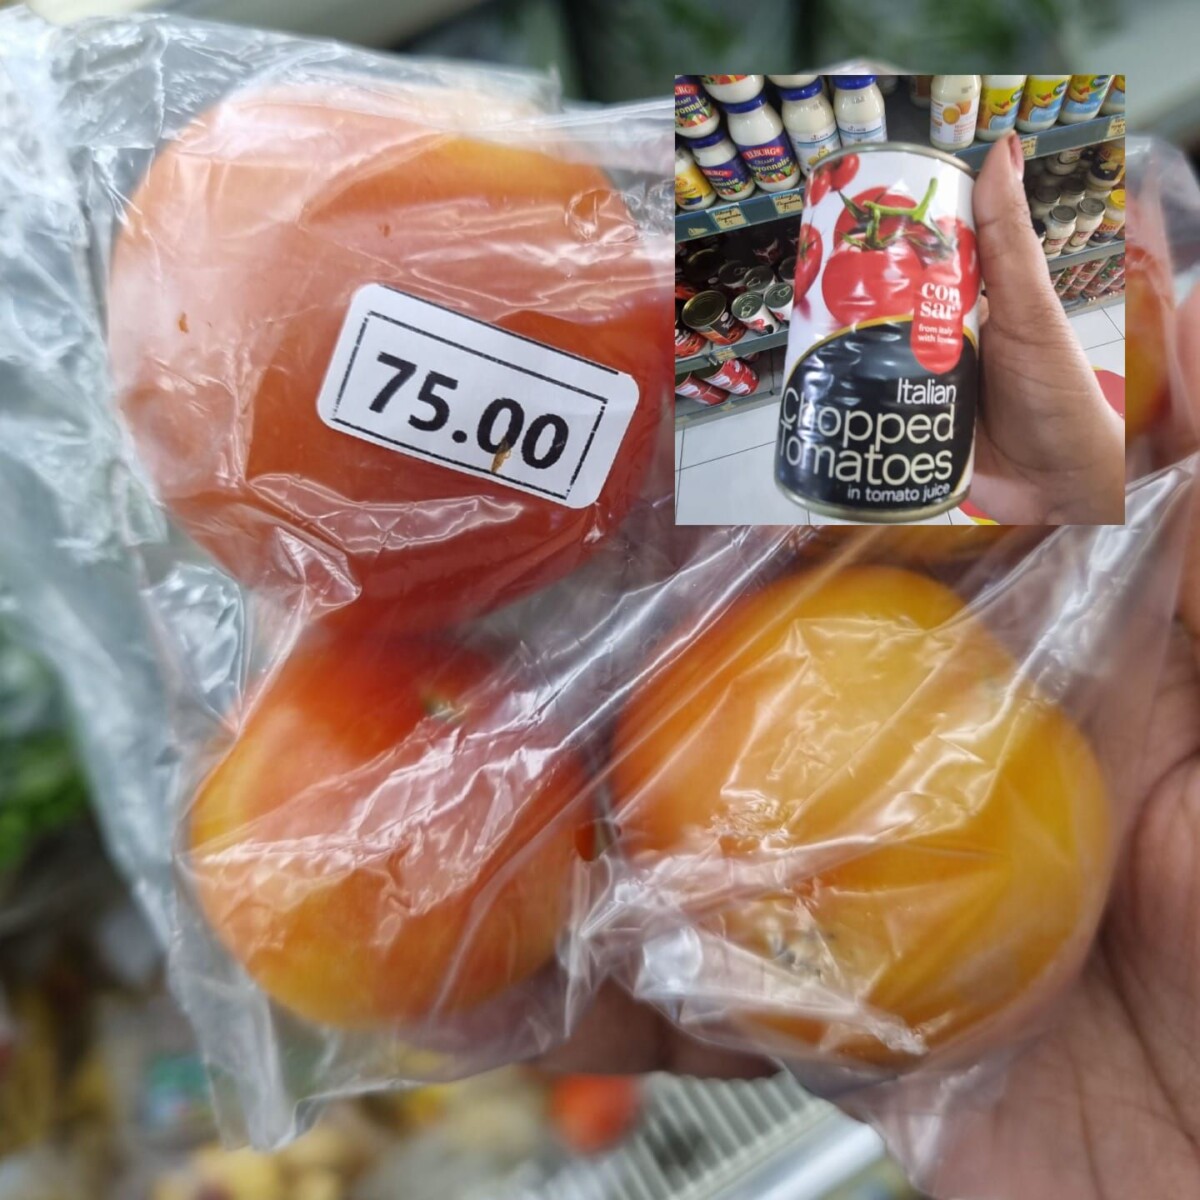 75.00
con
sar
from italy
with love
Italian
Chopped
Tomatoes
in tomato juice